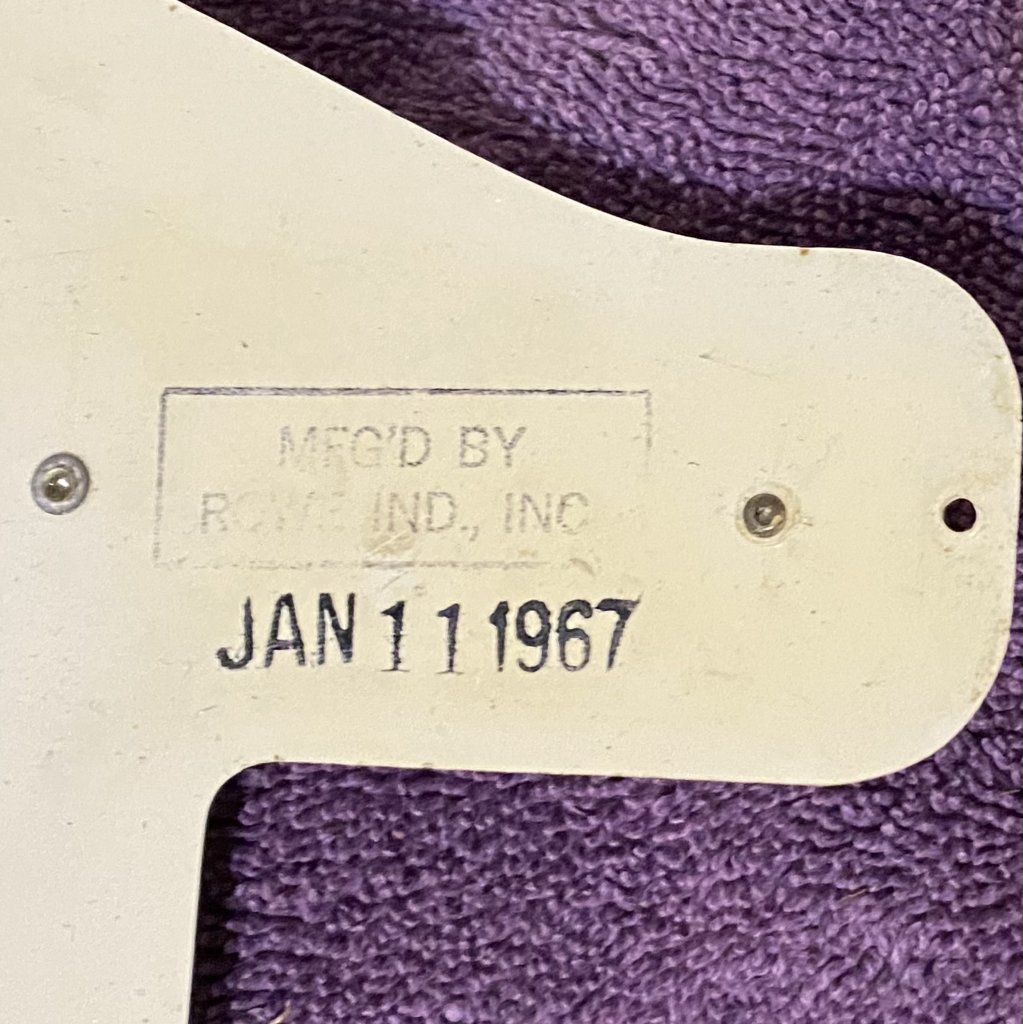 MFG'D BY
IND., INC
JAN 11 1967